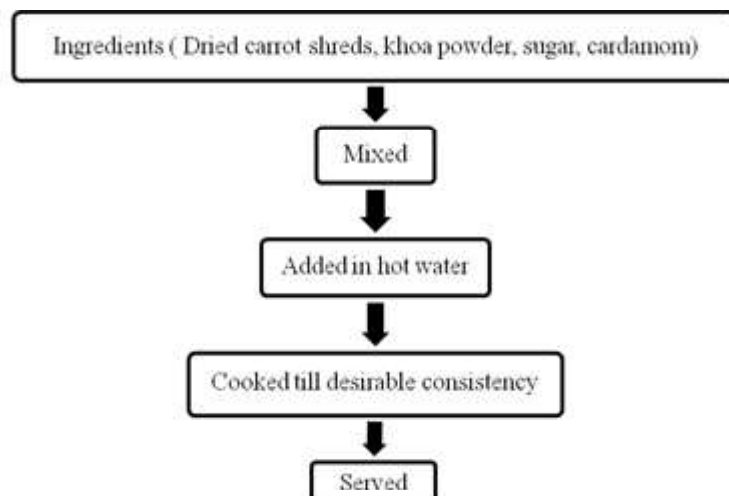 Ingredients ( Dried carrot shreds, khoa powder, sugar, cardamom)
Mixed
Added in hot water
Cooked till desirable consistency
Served